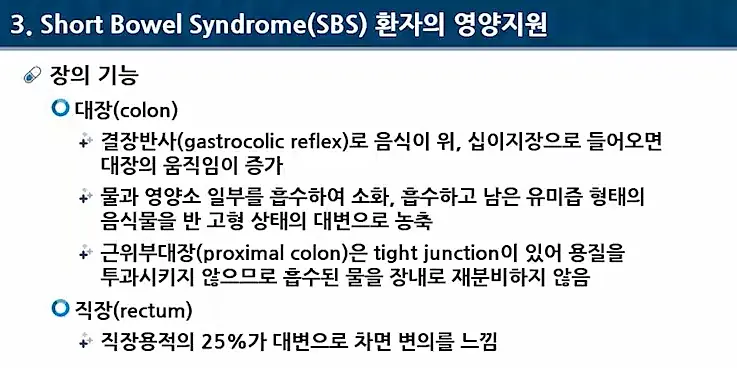 3. Short Bowel Syndrome(SBS) 환자의 영양지원
장의 기능
대장(colon)
결장반사(gastrocolic reflex)로 음식이 위, 십이지장으로 들어오면
대장의 움직임이 증가
물과 영양소 일부를 흡수하여 소화, 흡수하고 남은 유미즙 형태의
음식물을 반 고형 상태의 대변으로 농축
근위부대장(proximal colon)은 tight junction이 있어 용질을
투과시키지 않으므로 흡수된 물을 장내로 재분비하지 않음
직장(rectum)
직장용적의 25%가 대변으로 차면 변의를 느낌